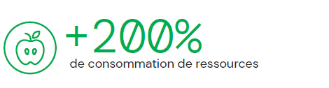 +200%
de consommation de ressources